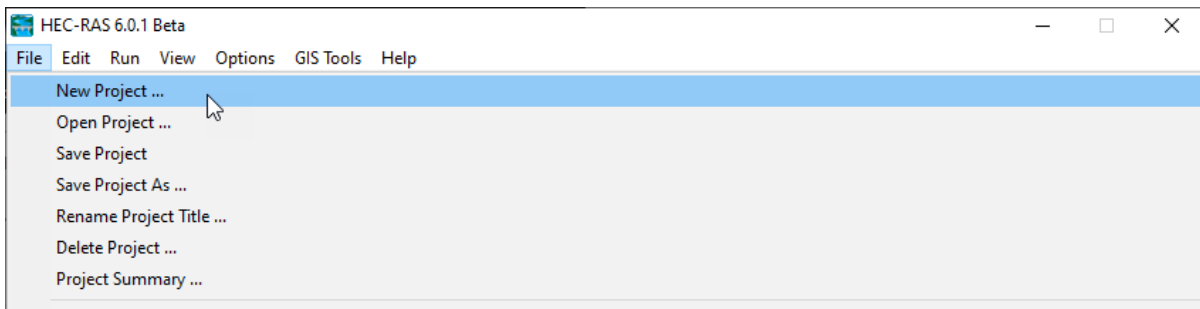 HEC-RAS 6.0.1 Beta
File Edit Run View Options GIS Tools Help
New Project ...
Open Project ...
Save Project
Save Project As ...
Rename Project Title ...
Delete Project ...
Project Summary ...